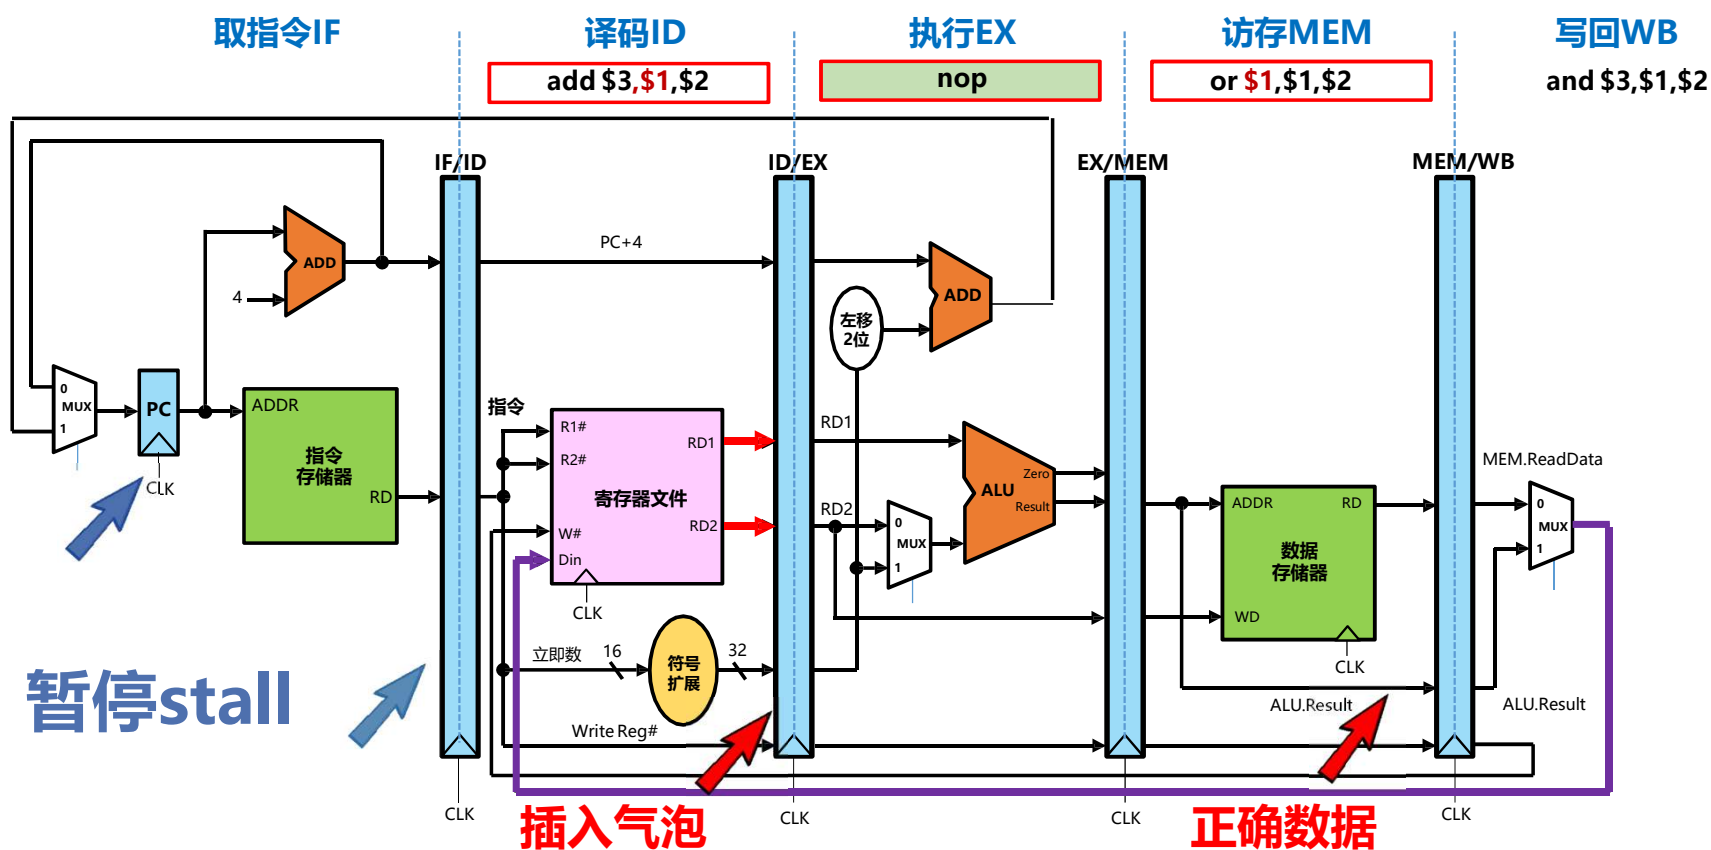 取指令IF
译码ID
执行EX
访存MEM
写回WB
add $3,$1,$2
nop
or $1,$1,$2
and $3,$1,$2
IF/ID
ID/EX
EX/MEM
MEM/WB
ADD
4
PC+4
ADD
左移
2位
0
MUX
1
PC
CLK
ADDR
指令
存储器
RD
指令
R1#
R2#
W#
Din
RD1
RD2
寄存器文件
CLK
RD1
RD2
0
MUX
1
ALU
Zero
Result
ADDR
RD
数据
存储器
WD
CLK
MEM.ReadData
0
MUX
1
立即数
16
符号
扩展
32
Write Reg#
ALU.Result
ALU.Result
暂停stall
插入气泡
正确数据
CLK
CLK
CLK
CLK